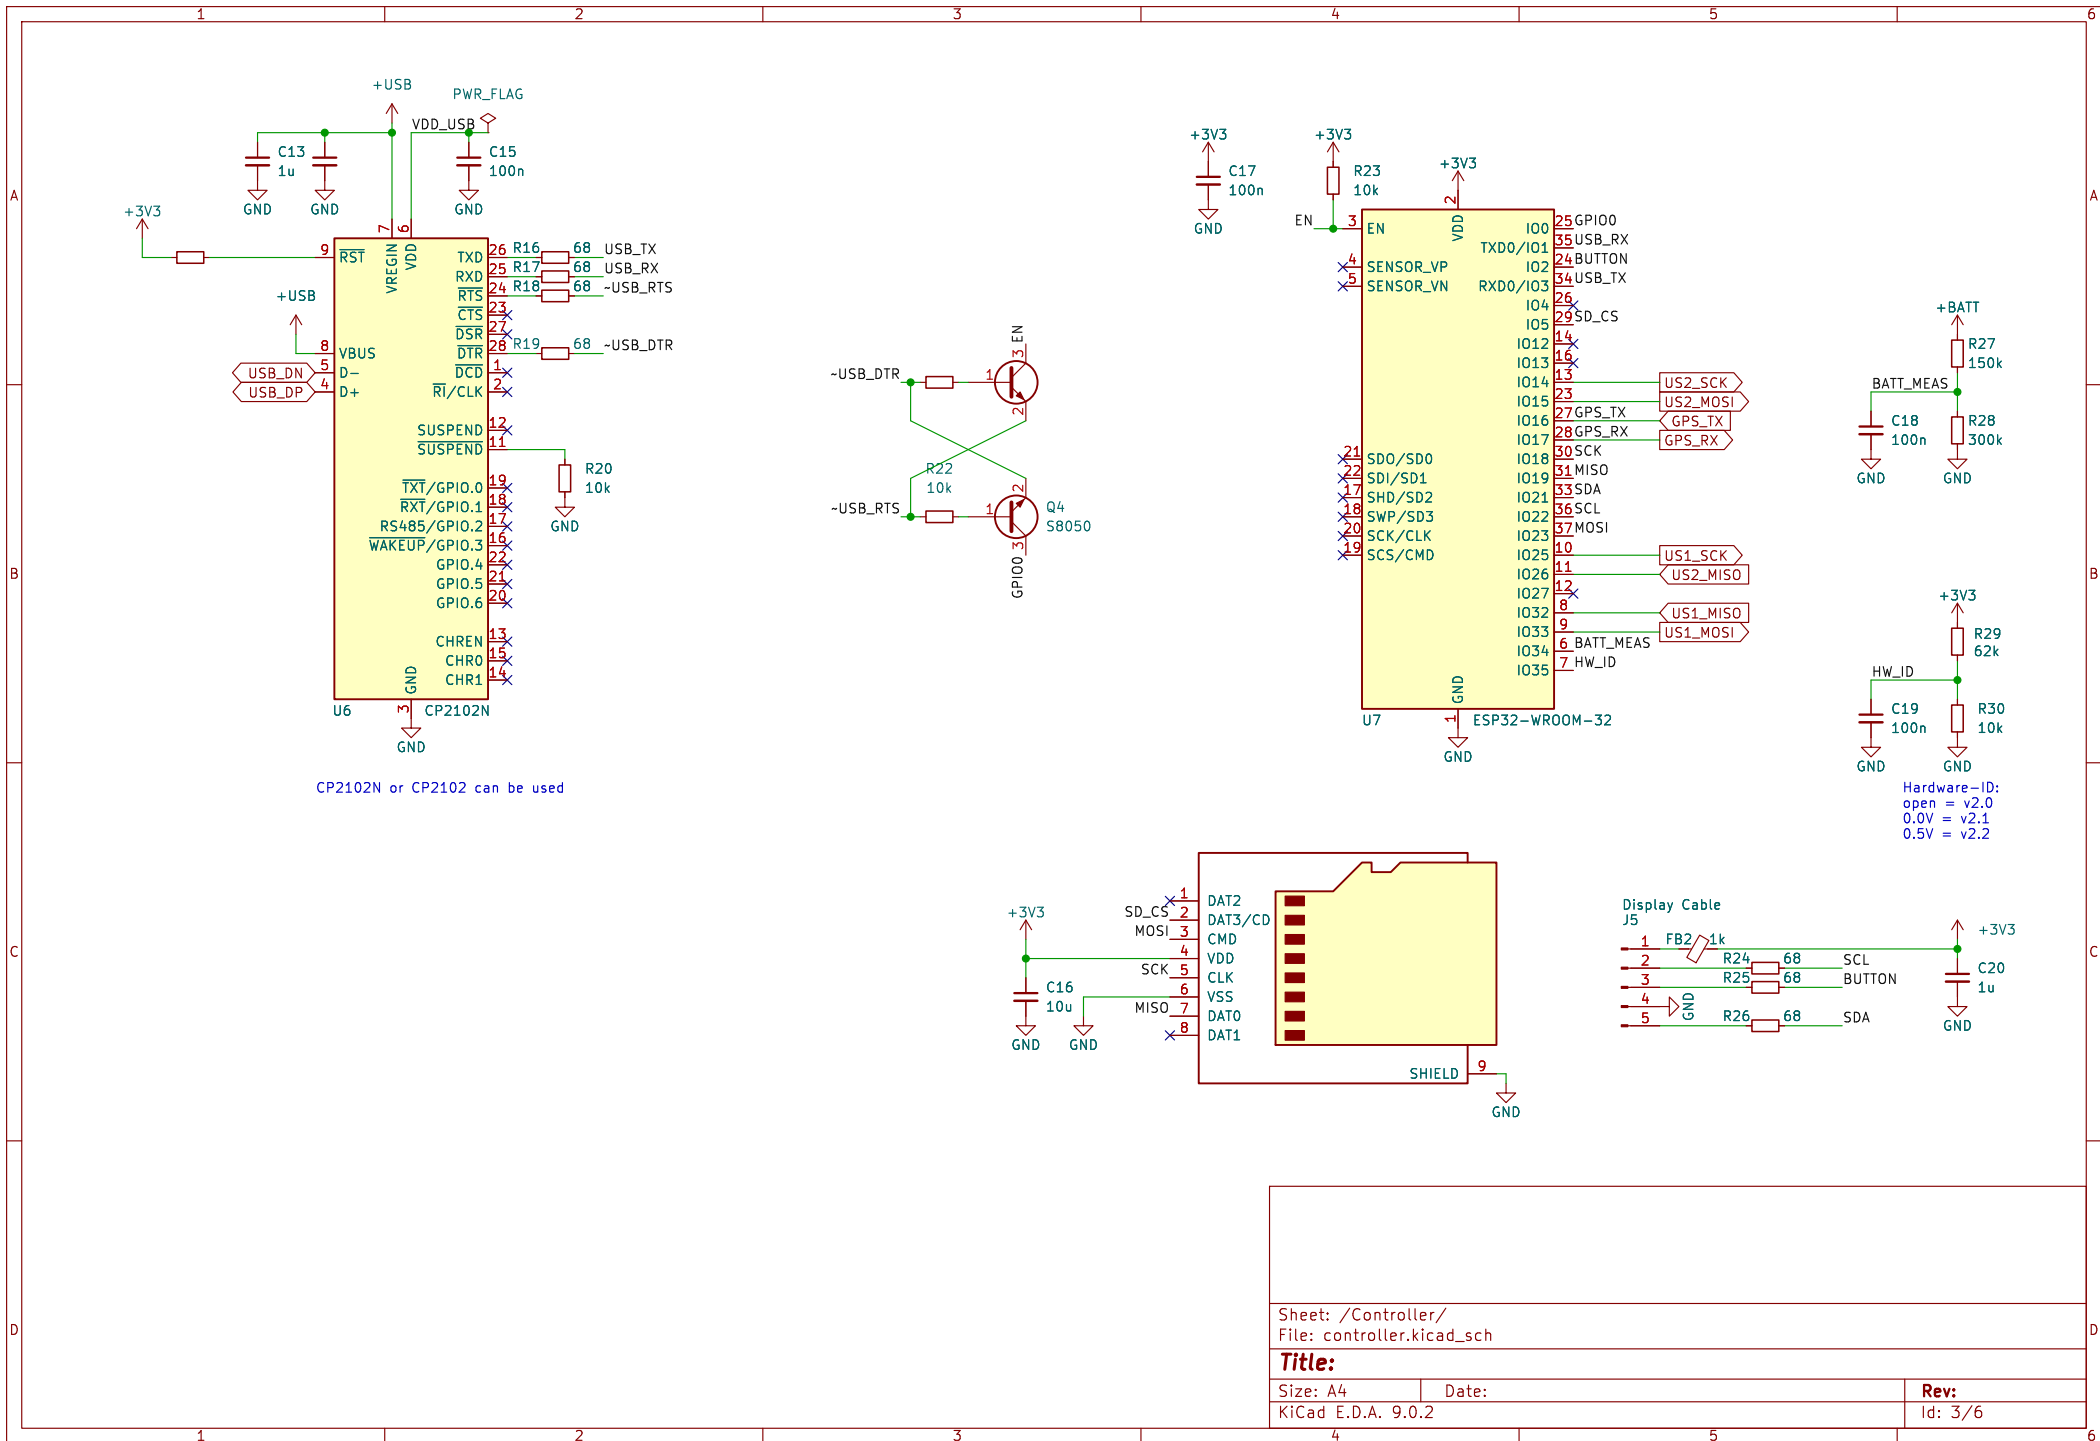 1 2 3 4 5 6
A
B
C
D
A
B
C
D
+USB
PWR_FLAG
VDD_USB
C13
1u
C15
100n
GND
GND
GND
+3V3
7
6
9 RST
VREGIN
VDD
TXD 26 R16 68 USB_TX
RXD 25 R17 68 USB_RX
RTS 24 R18 68 ~USB_RTS
CTS 23
DSR 27
+USB
8 VBUS
DTR 28 R19 68 ~USB_DTR
USB_DN 5 D-
DCD 1
USB_DP 4 D+
RI/CLK 2
SUSPEND 12
SUSPEND 11
R20
10k
GND
TXT/GPIO.0 19
RXT/GPIO.1 18
RS485/GPIO.2 17
WAKEUP/GPIO.3 16
GPIO.4 22
GPIO.5 21
GPIO.6 20
CHREN 13
CHR0 15
CHR1 14
GND
3
U6 CP2102N
GND
CP2102N or CP2102 can be used
EN
3
~USB_DTR
1
2
R22
10k
2
~USB_RTS
1
Q4
S8050
3
GPIO0
+3V3
C17
100n
GND
+3V3
R23
10k
EN
+3V3
2
VDD
3 EN
4 SENSOR_VP
5 SENSOR_VN
21 SDO/SD0
22 SDI/SD1
17 SHD/SD2
18 SWP/SD3
20 SCK/CLK
19 SCS/CMD
IO0 25 GPIO0
TXD0/IO1 35 USB_RX
IO2 24 BUTTON
RXD0/IO3 34 USB_TX
IO4 26
IO5 29 SD_CS
IO12 14
IO13 16
IO14 13 US2_SCK
IO15 23 US2_MOSI
IO16 27 GPS_TX GPS_TX
IO17 28 GPS_RX GPS_RX
IO18 30 SCK
IO19 31 MISO
IO21 33 SDA
IO22 36 SCL
IO23 37 MOSI
IO25 10 US1_SCK
IO26 11 US2_MISO
IO27 12
IO32 8 US1_MISO
IO33 9 US1_MOSI
IO34 6 BATT_MEAS
IO35 7 HW_ID
GND
1
U7 ESP32-WROOM-32
GND
+BATT
R27
150k
BATT_MEAS
C18
100n
R28
300k
GND
GND
+3V3
R29
62k
HW_ID
C19
100n
R30
10k
GND
GND
Hardware-ID:
open = v2.0
0.0V = v2.1
0.5V = v2.2
+3V3
C16
10u
GND
GND
1 DAT2
SD_CS 2 DAT3/CD
MOSI 3 CMD
4 VDD
SCK 5 CLK
6 VSS
MISO 7 DAT0
8 DAT1
SHIELD 9
GND
Display Cable
J5
1 FB2 1k
2 R24 68 SCL
3 R25 68 BUTTON
4 GND
5 R26 68 SDA
+3V3
C20
1u
GND
Sheet: /Controller/
File: controller.kicad_sch
Title:
Size: A4 Date: Rev:
KiCad E.D.A. 9.0.2 Id: 3/6
1 2 3 4 5 6